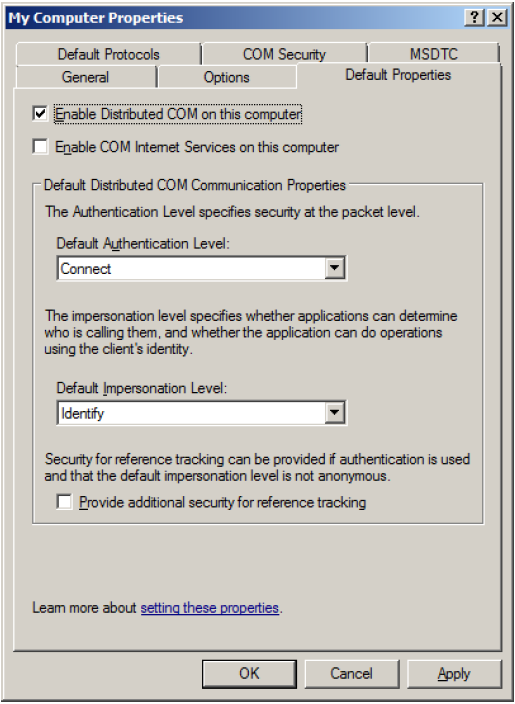 My Computer Properties
Default Protocols
COM Security
MSDTC
General
Options
Default Properties
Enable Distributed COM on this computer
Enable COM Internet Services on this computer
Default Distributed COM Communication Properties
The Authentication Level specifies security at the packet level.
Default Authentication Level:
Connect
The impersonation level specifies whether applications can determine
who is calling them, and whether the application can do operations
using the client's identity.
Default Impersonation Level:
Identify
Security for reference tracking can be provided if authentication is used
and that the default impersonation level is not anonymous.
Provide additional security for reference tracking
Learn more about setting these properties.
OK
Cancel
Apply